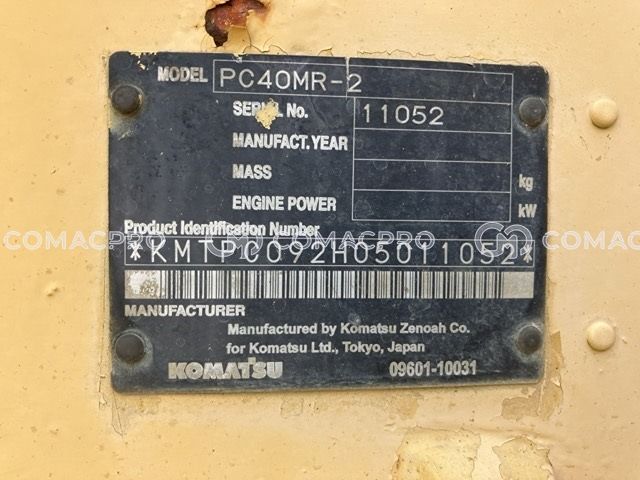 MODEL PC40MR-2
SERIAL No. 11052
MANUFACT.YEAR
MASS kg
ENGINE POWER kW
Product Identification Number
*KMTPC092H05011052*
COMACPRO COMACPRO COMACPRO COMACPRO
MANUFACTURER
Manufactured by Komatsu Zenoah Co.
for Komatsu Ltd., Tokyo, Japan
KOMATSU 09601-10031